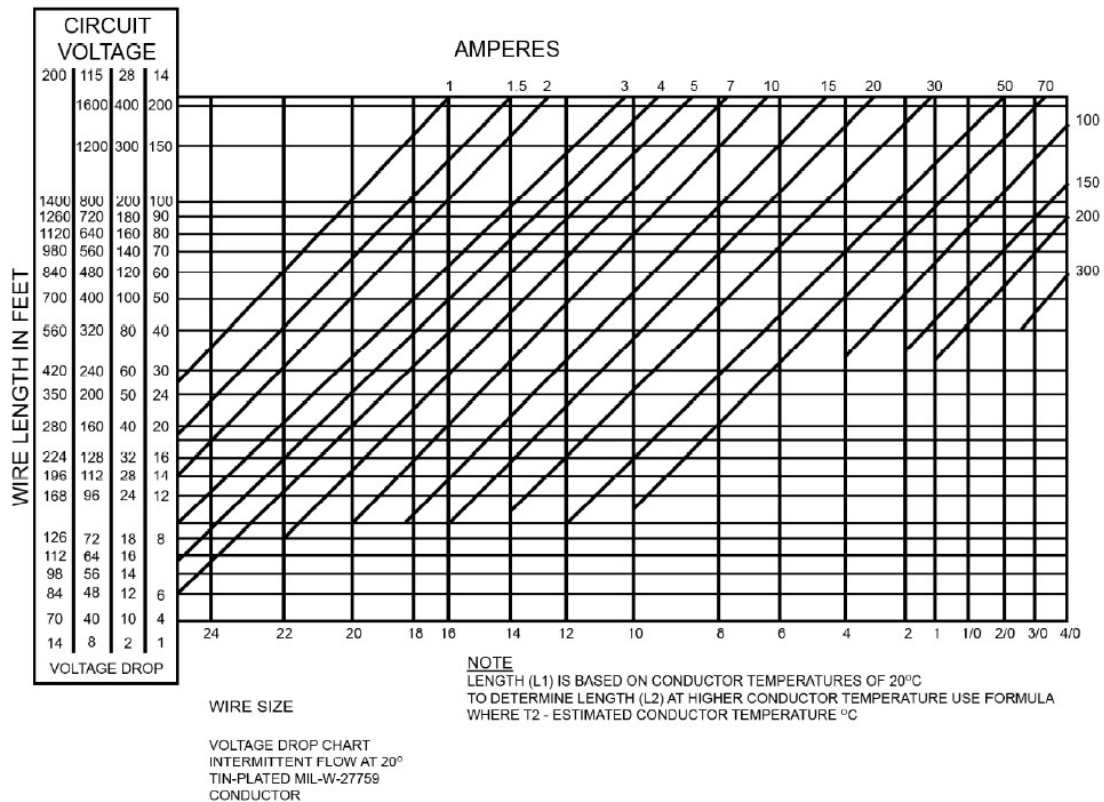 CIRCUIT
VOLTAGE
200 115 28 14
AMPERES
1 1.5 2 3 4 5 7 10 15 20 30 50 70
1600 400 200
100
1200 300 150
150
1400 800 200 100
1260 720 180 90
200
1120 640 160 80
980 560 140 70
840 480 120 60
300
700 400 100 50
560 320 80 40
420 240 60 30
350 200 50 24
280 160 40 20
224 128 32 16
196 112 28 14
168 96 24 12
126 72 18 8
112 64 16
98 56 14
84 48 12 6
70 40 10 4
14 8 2 1
WIRE LENGTH IN FEET
24 22 20 18 16 14 12 10 8 6 4 2 1 1/0 2/0 3/0 4/0
VOLTAGE DROP
NOTE
LENGTH (L1) IS BASED ON CONDUCTOR TEMPERATURES OF 20°C
TO DETERMINE LENGTH (L2) AT HIGHER CONDUCTOR TEMPERATURE USE FORMULA
WHERE T2 - ESTIMATED CONDUCTOR TEMPERATURE °C
WIRE SIZE
VOLTAGE DROP CHART
INTERMITTENT FLOW AT 20°
TIN-PLATED MIL-W-27759
CONDUCTOR